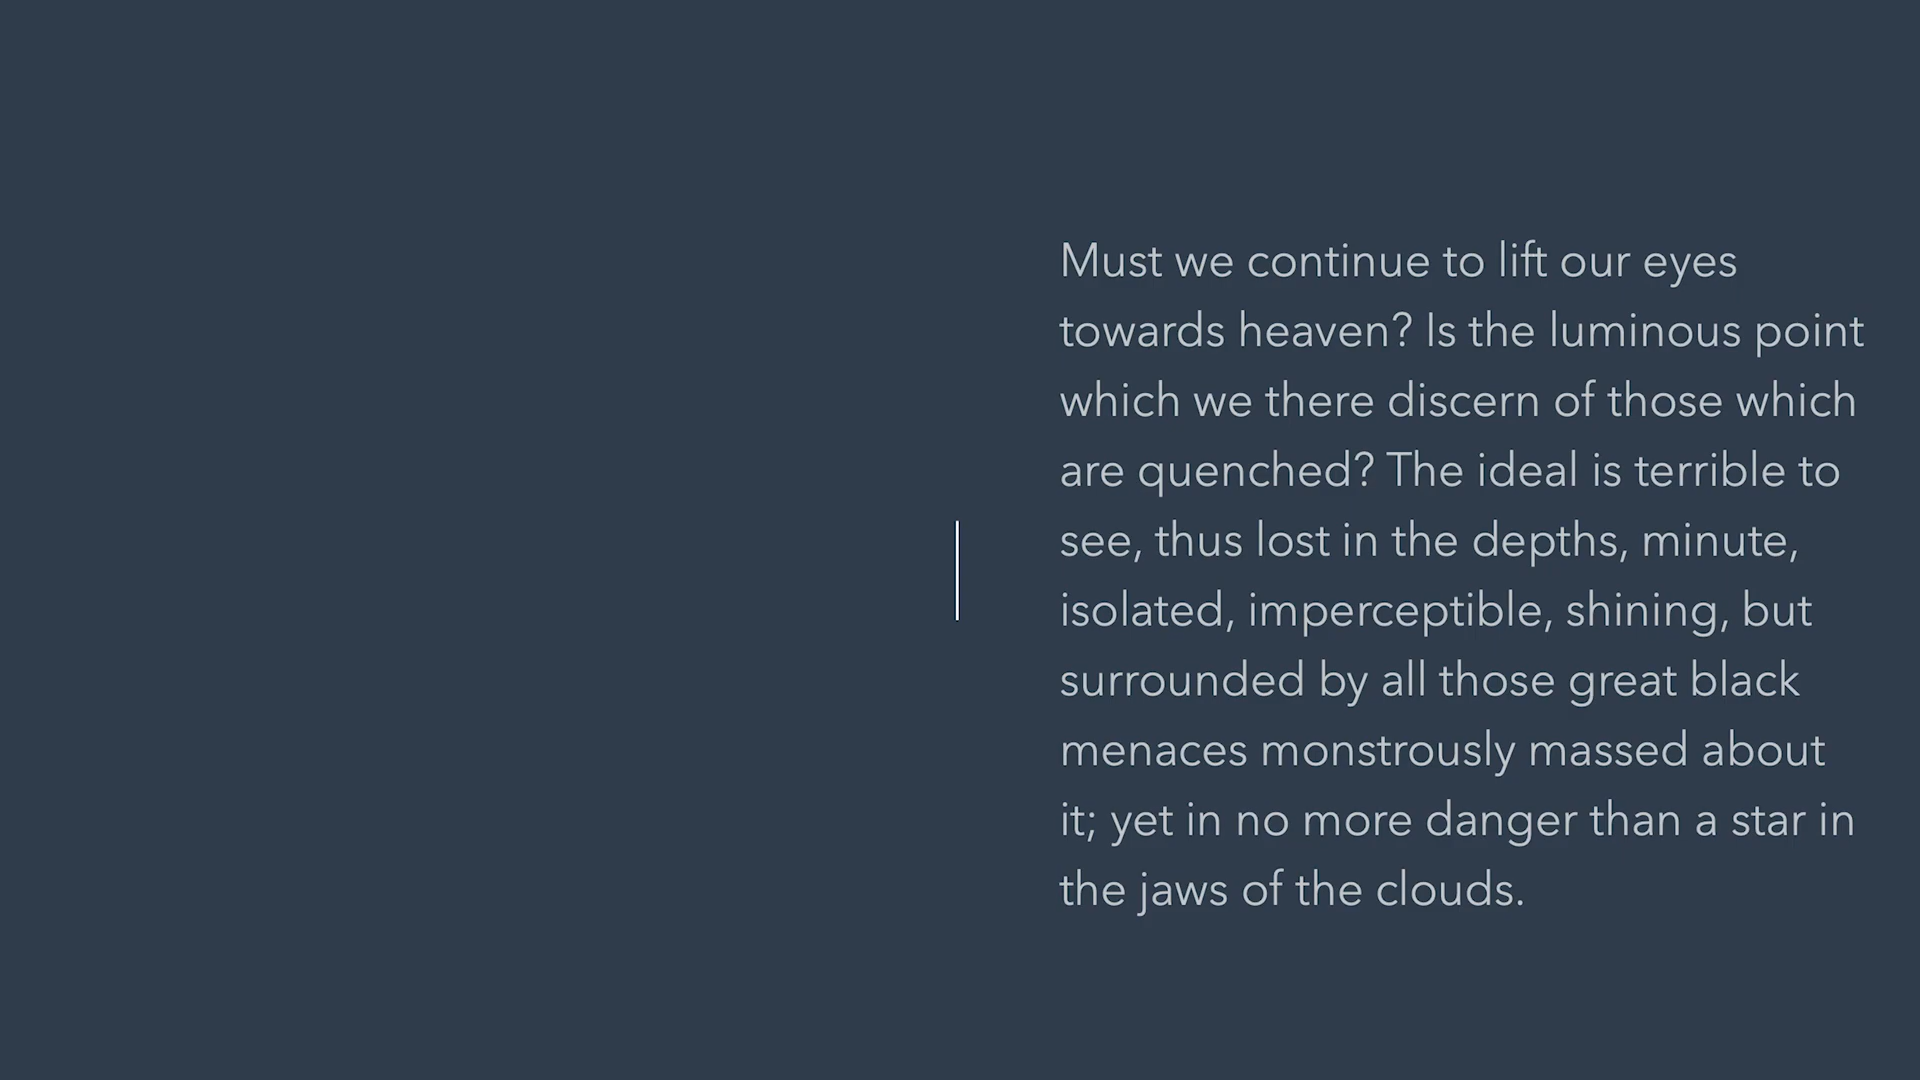 Must we continue to lift our eyes
towards heaven? Is the luminous point
which we there discern of those which
are quenched? The ideal is terrible to
see, thus lost in the depths, minute,
isolated, imperceptible, shining, but
surrounded by all those great black
menaces monstrously massed about
it; yet in no more danger than a star in
the jaws of the clouds.